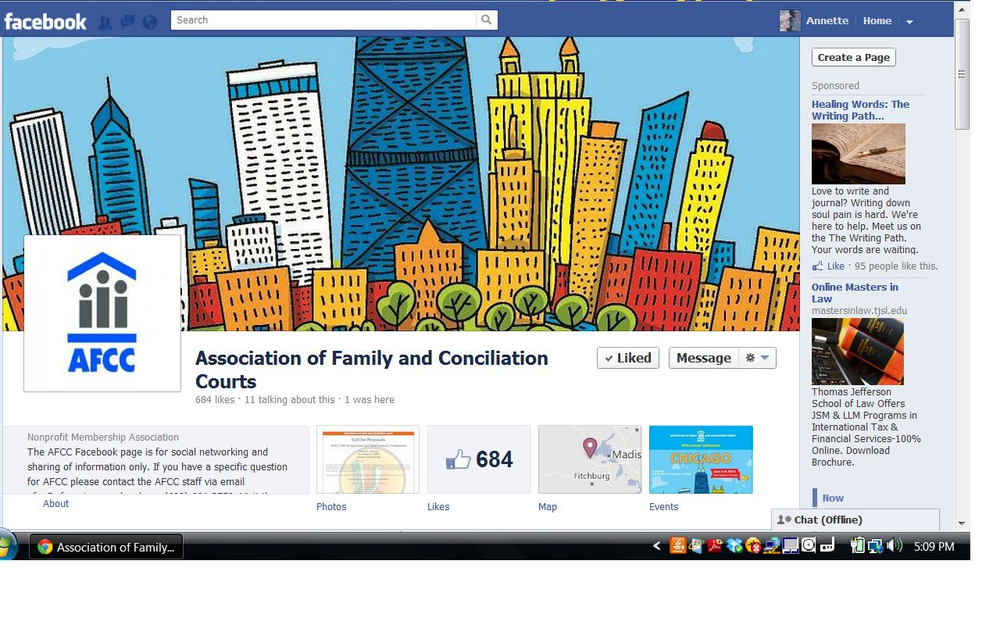 facebook
Search
Annette
Home
Create a Page
Sponsored
Healing Words: The
Writing Path...
Love to write and
journal? Writing down
soul pain is hard. We're
here to help. Meet us on
the The Writing Path.
Your words are waiting.
Like · 95 people like this.
Online Masters in
Law
mastersinlaw.tjsl.edu
Thomas Jefferson
School of Law Offers
JSM & LLM Programs in
International Tax &
Financial Services-100%
Online. Download
Brochure.
Now
AFCC
Association of Family and Conciliation
Courts
684 likes · 11 talking about this · 1 was here
Liked
Message
Nonprofit Membership Association
The AFCC Facebook page is for social networking and
sharing of information only. If you have a specific question
for AFCC please contact the AFCC staff via email
About
Call for Proposals
Photos
684
Likes
Madis
Fitchburg
Map
AFCC
CHICAGO
Events
Chat (Offline)
Association of Family...
5:09 PM